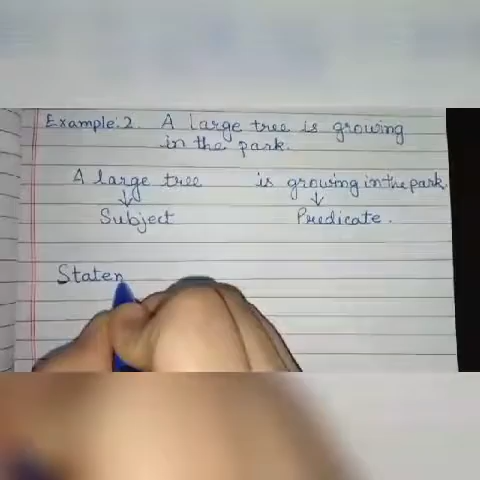 Example.2. A large tree is growing
in the park.
A large tree is growing in the park.
Subject Predicate.
Staten